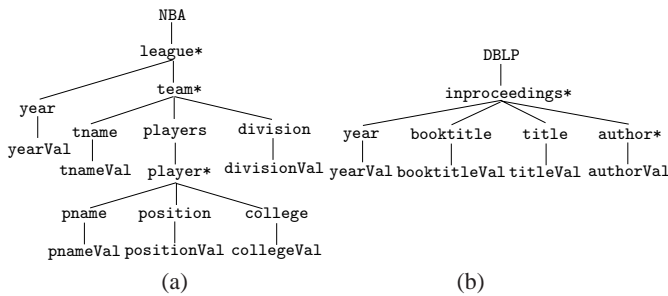 NBA
league*
year team*
yearVal tname players division
tnameVal player* divisionVal
pname position college
pnameVal positionVal collegeVal
(a)
DBLP
inproceedings*
year booktitle title author*
yearVal booktitleVal titleVal authorVal
(b)